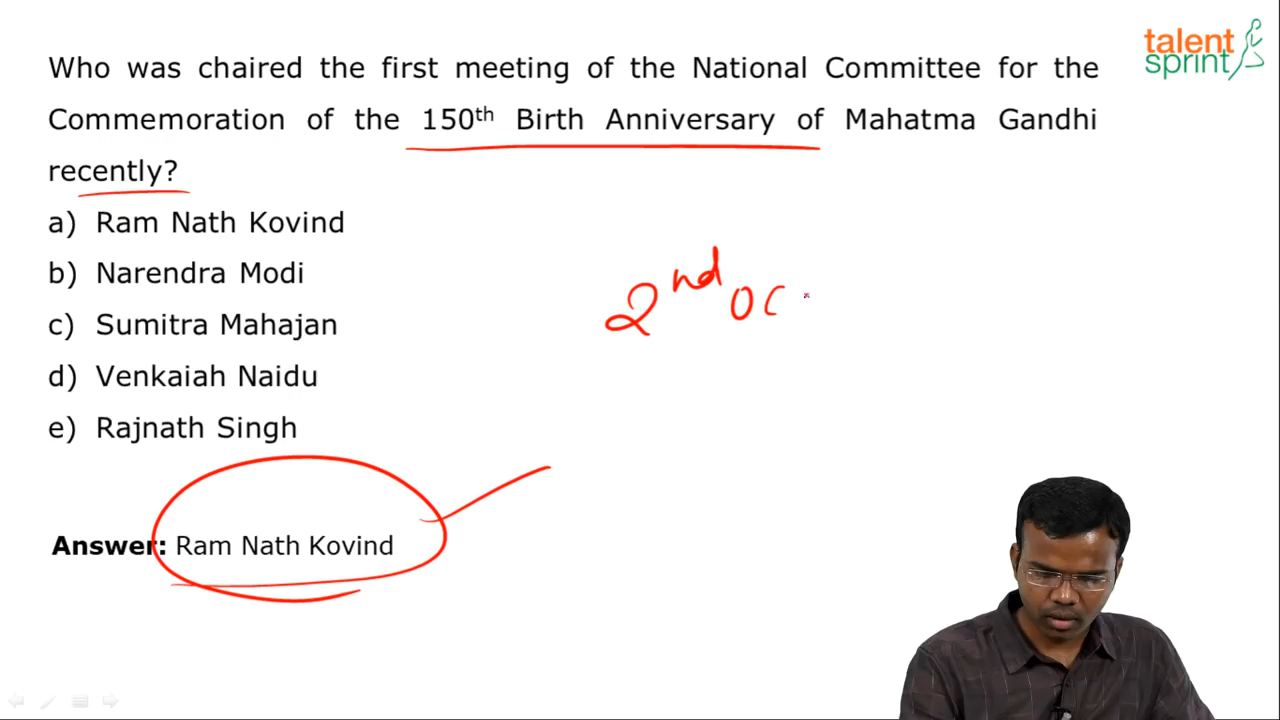 talent
sprint
Who was chaired the first meeting of the National Committee for the
Commemoration of the 150th Birth Anniversary of Mahatma Gandhi
recently?
a) Ram Nath Kovind
b) Narendra Modi
c) Sumitra Mahajan
d) Venkaiah Naidu
e) Rajnath Singh
2nd OC
Answer: Ram Nath Kovind